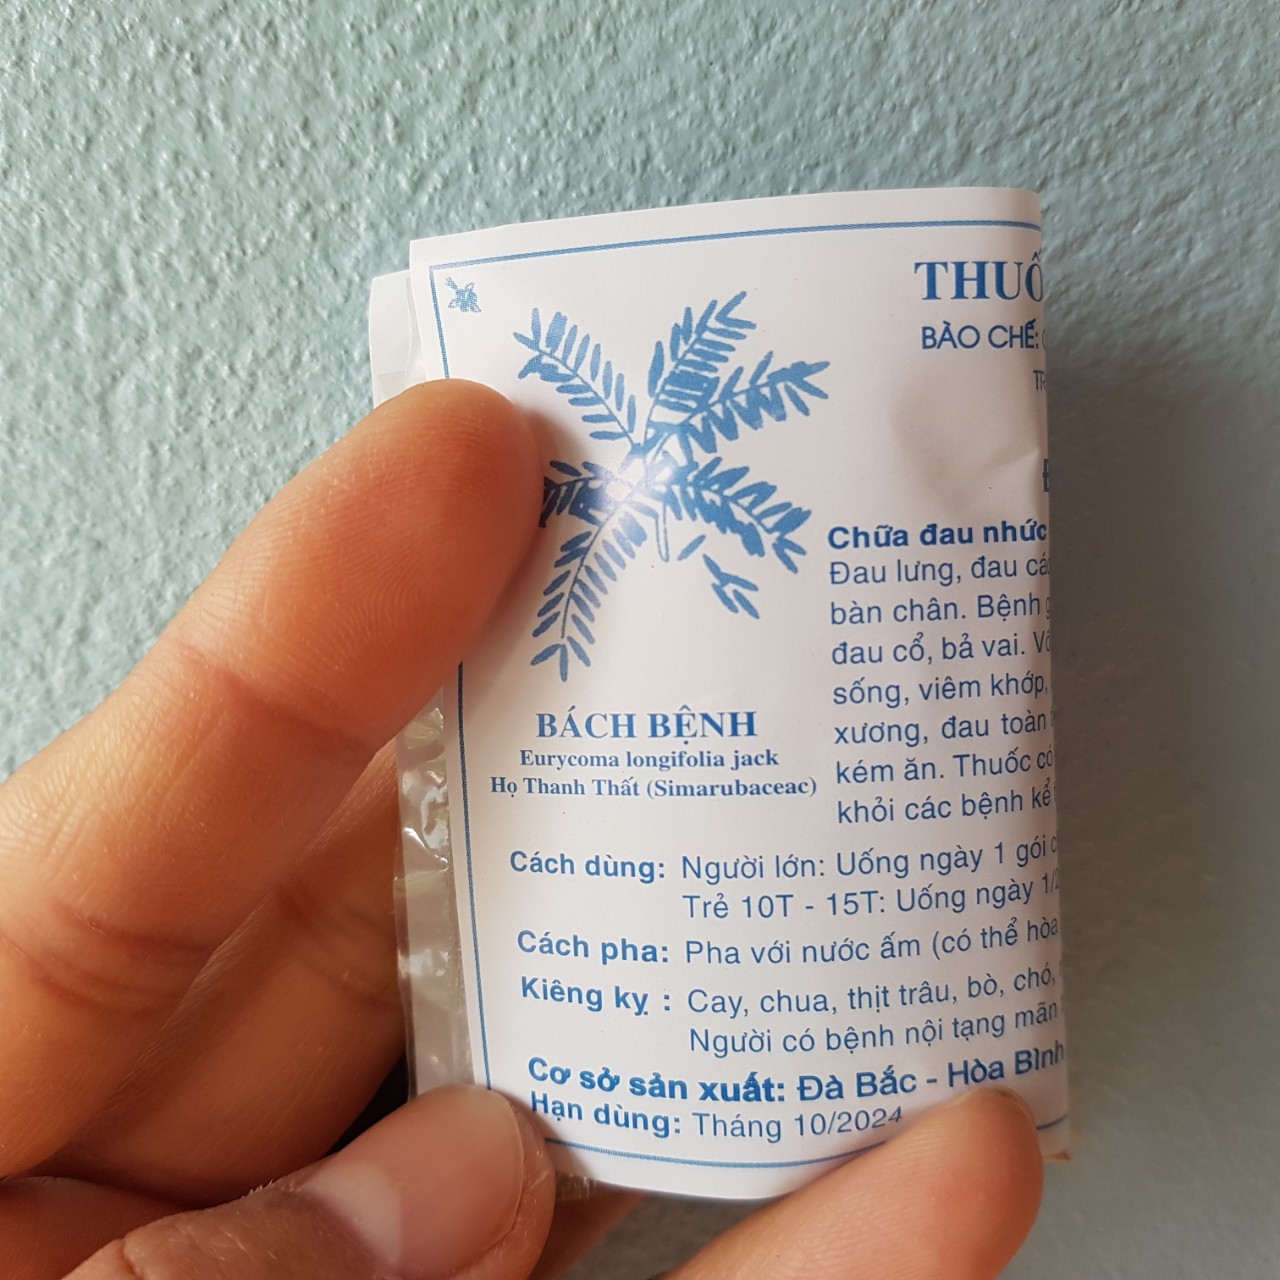 BÀO CHẾ:
Chữa đau nhức
Đau lưng, đau
bàn chân. Bệnh
đau cổ, bả vai.
sống, viêm khớp,
xương, đau toàn
kém ăn. Thuốc có
khỏi các bệnh kể
BÁCH BỆNH
Eurycoma longifolia jack
Họ Thanh Thất (Simarubaceac)
Cách dùng: Người lớn: Uống ngày 1 gói
Trẻ 10T - 15T: Uống ngày
Cách pha: Pha với nước ấm (có thể hòa
Kiêng kỵ : Cay, chua, thịt trâu, bò, chó,
Người có bệnh nội tạng mãn
Cơ sở sản xuất: Đà Bắc - Hòa Bình
Hạn dùng: Tháng 10/2024